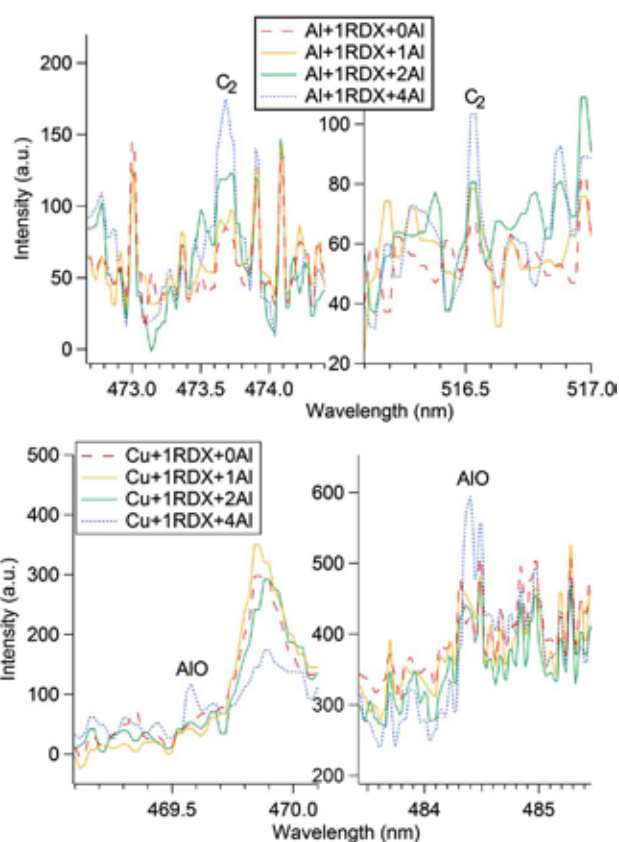 Al+1RDX+0Al
Al+1RDX+1Al
Al+1RDX+2Al
Al+1RDX+4Al
C2
C2
200
150
100
50
0
Intensity (a.u.)
100
80
60
40
20
473.0 473.5 474.0
516.5 517.0
Wavelength (nm)
Cu+1RDX+0Al
Cu+1RDX+1Al
Cu+1RDX+2Al
Cu+1RDX+4Al
AlO
AlO
500
400
300
200
100
0
Intensity (a.u.)
600
500
400
300
200
469.5 470.0
484 485
Wavelength (nm)